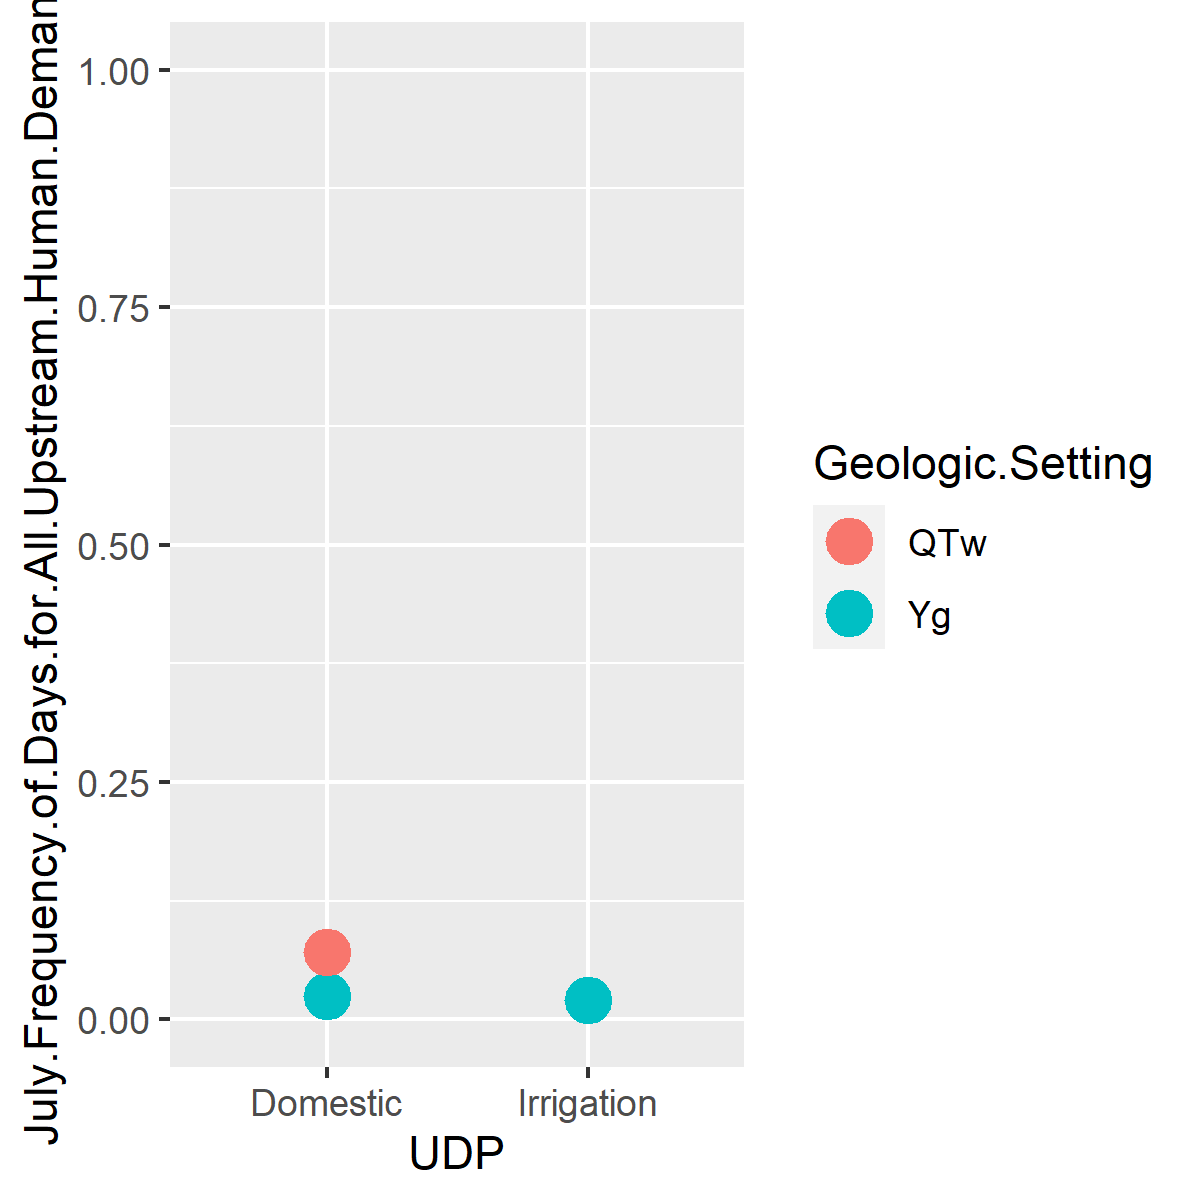 July.Frequency.of.Days.for.All.Upstream.Human.Deman
1.00
0.75
0.50
0.25
0.00
Domestic
Irrigation
UDP
Geologic.Setting
QTw
Yg